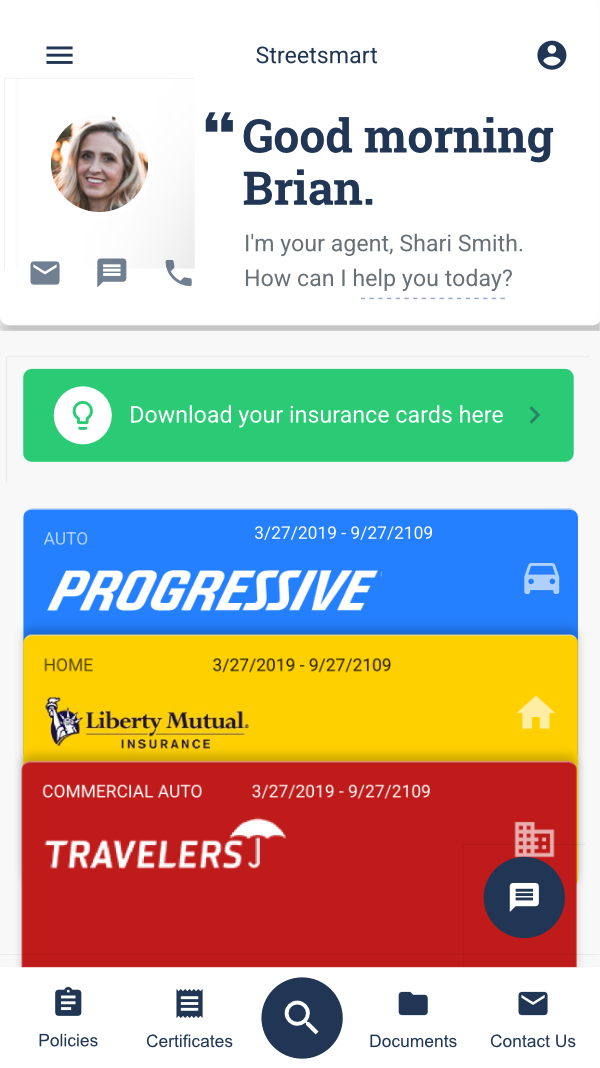 Streetsmart
“ Good morning
Brian.
I'm your agent, Shari Smith.
How can I help you today?
Download your insurance cards here
AUTO 3/27/2019 - 9/27/2109
PROGRESSIVE
HOME 3/27/2019 - 9/27/2109
Liberty Mutual.
INSURANCE
COMMERCIAL AUTO 3/27/2019 - 9/27/2109
TRAVELERS
Policies Certificates Documents Contact Us